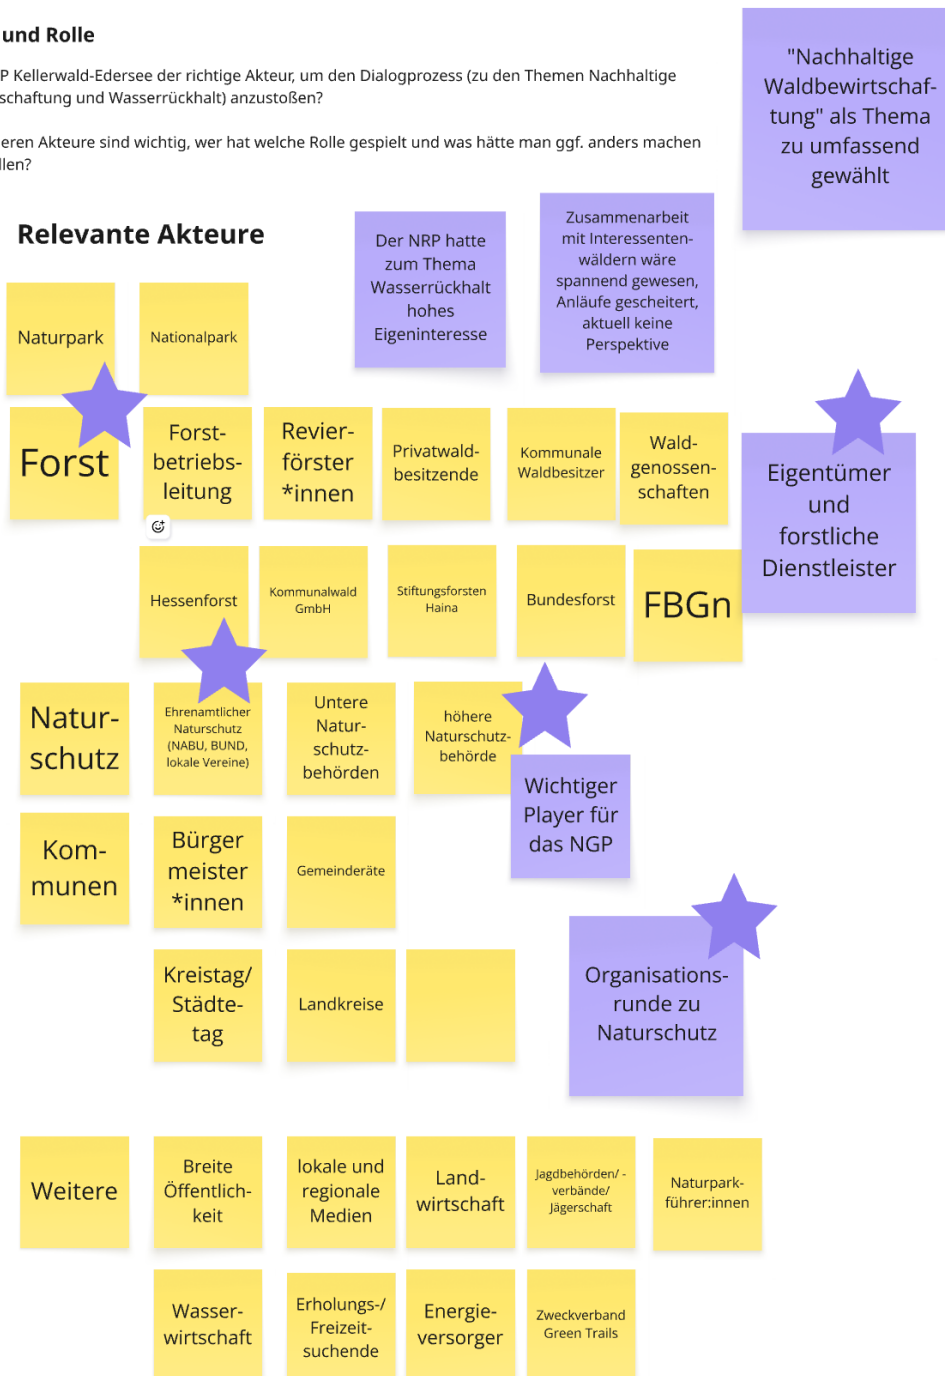 und Rolle
P Kellerwald-Edersee der richtige Akteur, um den Dialogprozess (zu den Themen Nachhaltige
schaftung und Wasserrückhalt) anzustoßen?
eren Akteure sind wichtig, wer hat welche Rolle gespielt und was hätte man ggf. anders machen
llen?
"Nachhaltige
Waldbewirtschaf-
tung" als Thema
zu umfassend
gewählt
Relevante Akteure
Der NRP hatte
zum Thema
Wasserrückhalt
hohes
Eigeninteresse
Zusammenarbeit
mit Interessenten-
wäldern wäre
spannend gewesen,
Anläufe gescheitert,
aktuell keine
Perspektive
Naturpark
Nationalpark
Forst
Forst-
betriebs-
leitung
Revier-
förster
*innen
Privatwald-
besitzende
Kommunale
Waldbesitzer
Wald-
genossen-
schaften
Eigentümer
und
forstliche
Dienstleister
Hessenforst
Kommunalwald
GmbH
Stiftungsforsten
Haina
Bundesforst
FBGn
Natur-
schutz
Ehrenamtlicher
Naturschutz
(NABU, BUND,
lokale Vereine)
Untere
Natur-
schutz-
behörden
höhere
Naturschutz-
behörde
Wichtiger
Player für
das NGP
Kom-
munen
Bürger
meister
*innen
Gemeinderäte
Kreistag/
Städte-
tag
Landkreise
Organisations-
runde zu
Naturschutz
Weitere
Breite
Öffentlich-
keit
lokale und
regionale
Medien
Land-
wirtschaft
Jagdbehörden/ -
verbände/
Jägerschaft
Naturpark-
führer:innen
Wasser-
wirtschaft
Erholungs-/
Freizeit-
suchende
Energie-
versorger
Zweckverband
Green Trails